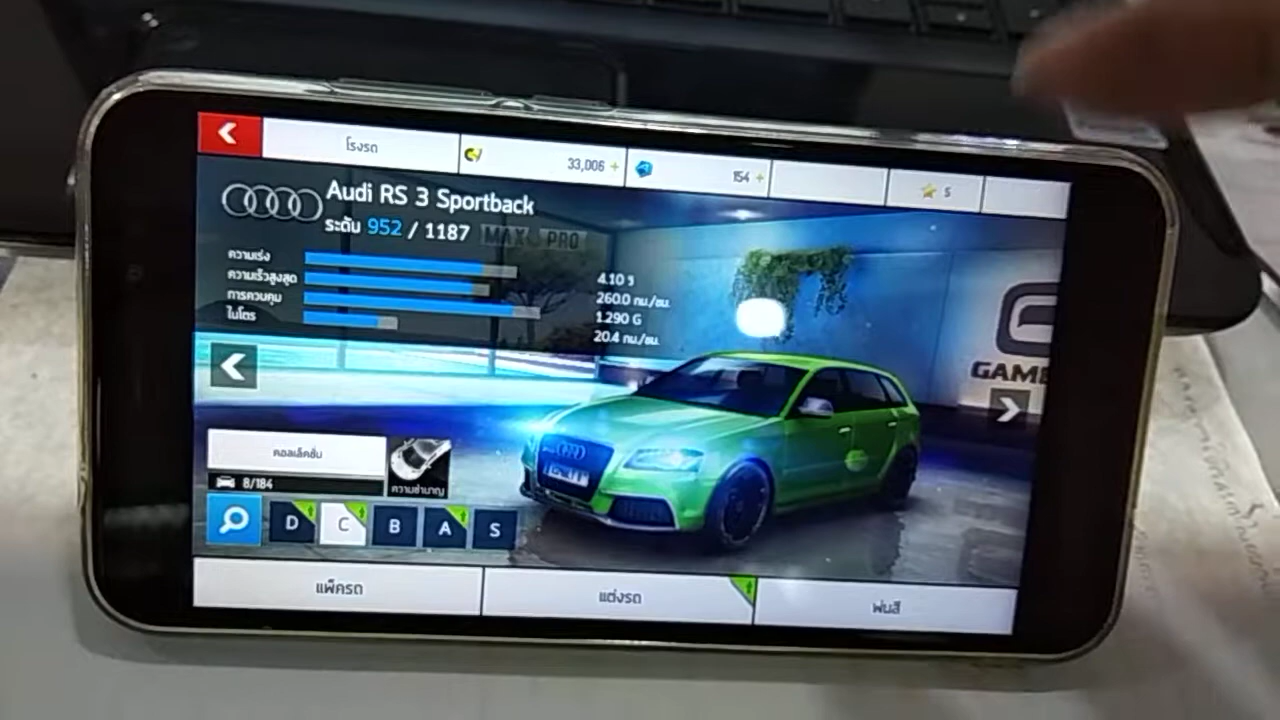 โรงรถ
33,006 +
154 +
5
Audi RS 3 Sportback
ระดับ 952 / 1187
MAX PRO
ความเร่ง
ความเร็วสูงสุด
การควบคุม
ไนโตร
4.10 ว
260.0 กม./ชม.
1.290 G
20.4 กม./ชม.
GAME
คอลเล็คชั่น
8/184
ความชำนาญ
D
C
B
A
S
แพ็ครถ
แต่งรถ
พ่นสี